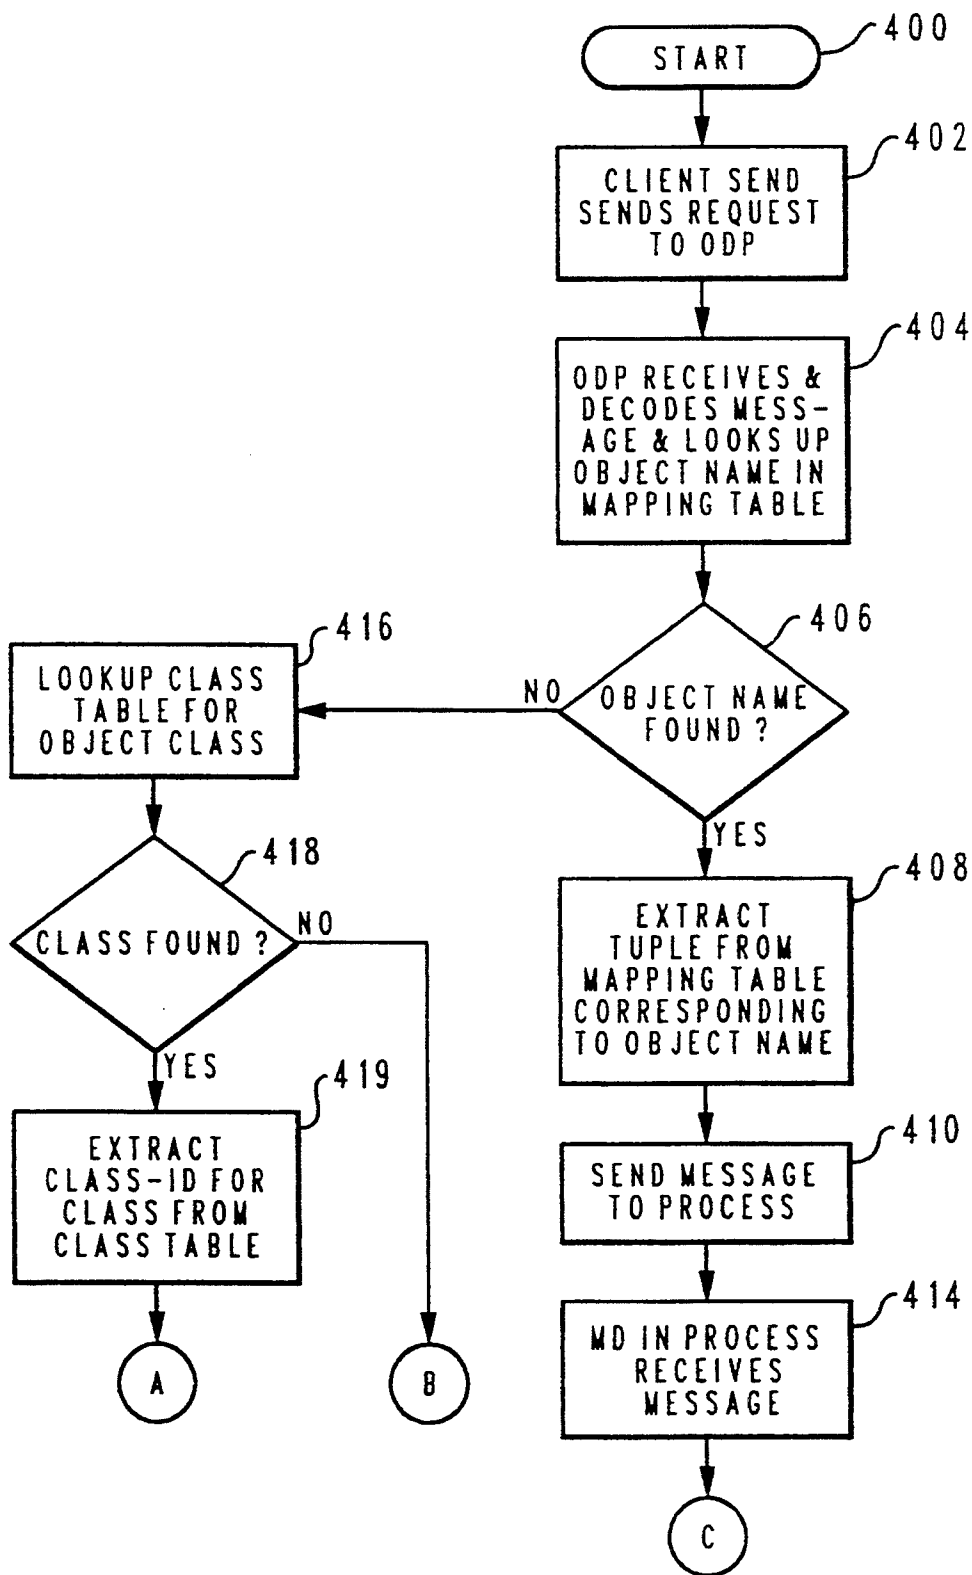 400
START
402
CLIENT SEND
SENDS REQUEST
TO ODP
404
ODP RECEIVES &
DECODES MESS-
AGE & LOOKS UP
OBJECT NAME IN
MAPPING TABLE
406
OBJECT NAME
FOUND ?
NO
YES
416
LOOKUP CLASS
TABLE FOR
OBJECT CLASS
418
CLASS FOUND ?
NO
YES
419
EXTRACT
CLASS-ID FOR
CLASS FROM
CLASS TABLE
A
B
408
EXTRACT
TUPLE FROM
MAPPING TABLE
CORRESPONDING
TO OBJECT NAME
410
SEND MESSAGE
TO PROCESS
414
MD IN PROCESS
RECEIVES
MESSAGE
C